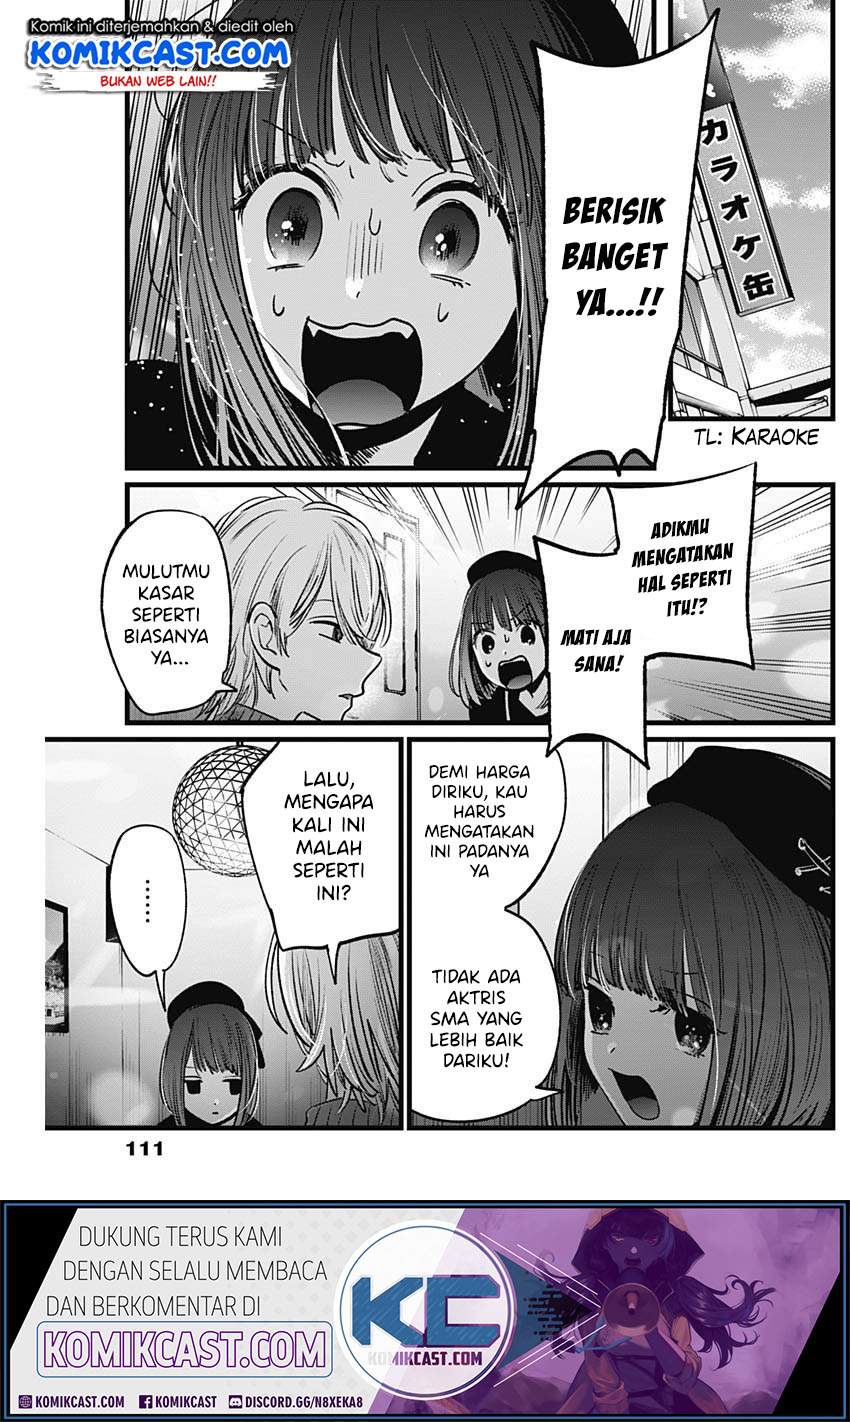 Komik ini diterjemahkan & diedit oleh
KOMIKCAST.COM
BUKAN WEB LAIN!!
カラオケ缶
TL: KARAOKE
BERISIK
BANGET
YA...!!
ADIKMU
MENGATAKAN
HAL SEPERTI
ITU!?
MATI AJA
SANA!
MULUTMU
KASAR
SEPERTI
BIASANYA
YA...
DEMI HARGA
DIRIKU, KAU
HARUS
MENGATAKAN
INI PADANYA
YA
TIDAK ADA
AKTRIS
SMA YANG
LEBIH BAIK
DARIKU!
LALU,
MENGAPA
KALI INI
MALAH
SEPERTI
INI?
......
111
DUKUNG TERUS KAMI
DENGAN SELALU MEMBACA
DAN BERKOMENTAR DI
KOMIKCAST.COM
KOMIKCAST.COM
KOMIKCAST
DISCORD.GG/N8XEKA8
KC
KOMIKCAST.COM